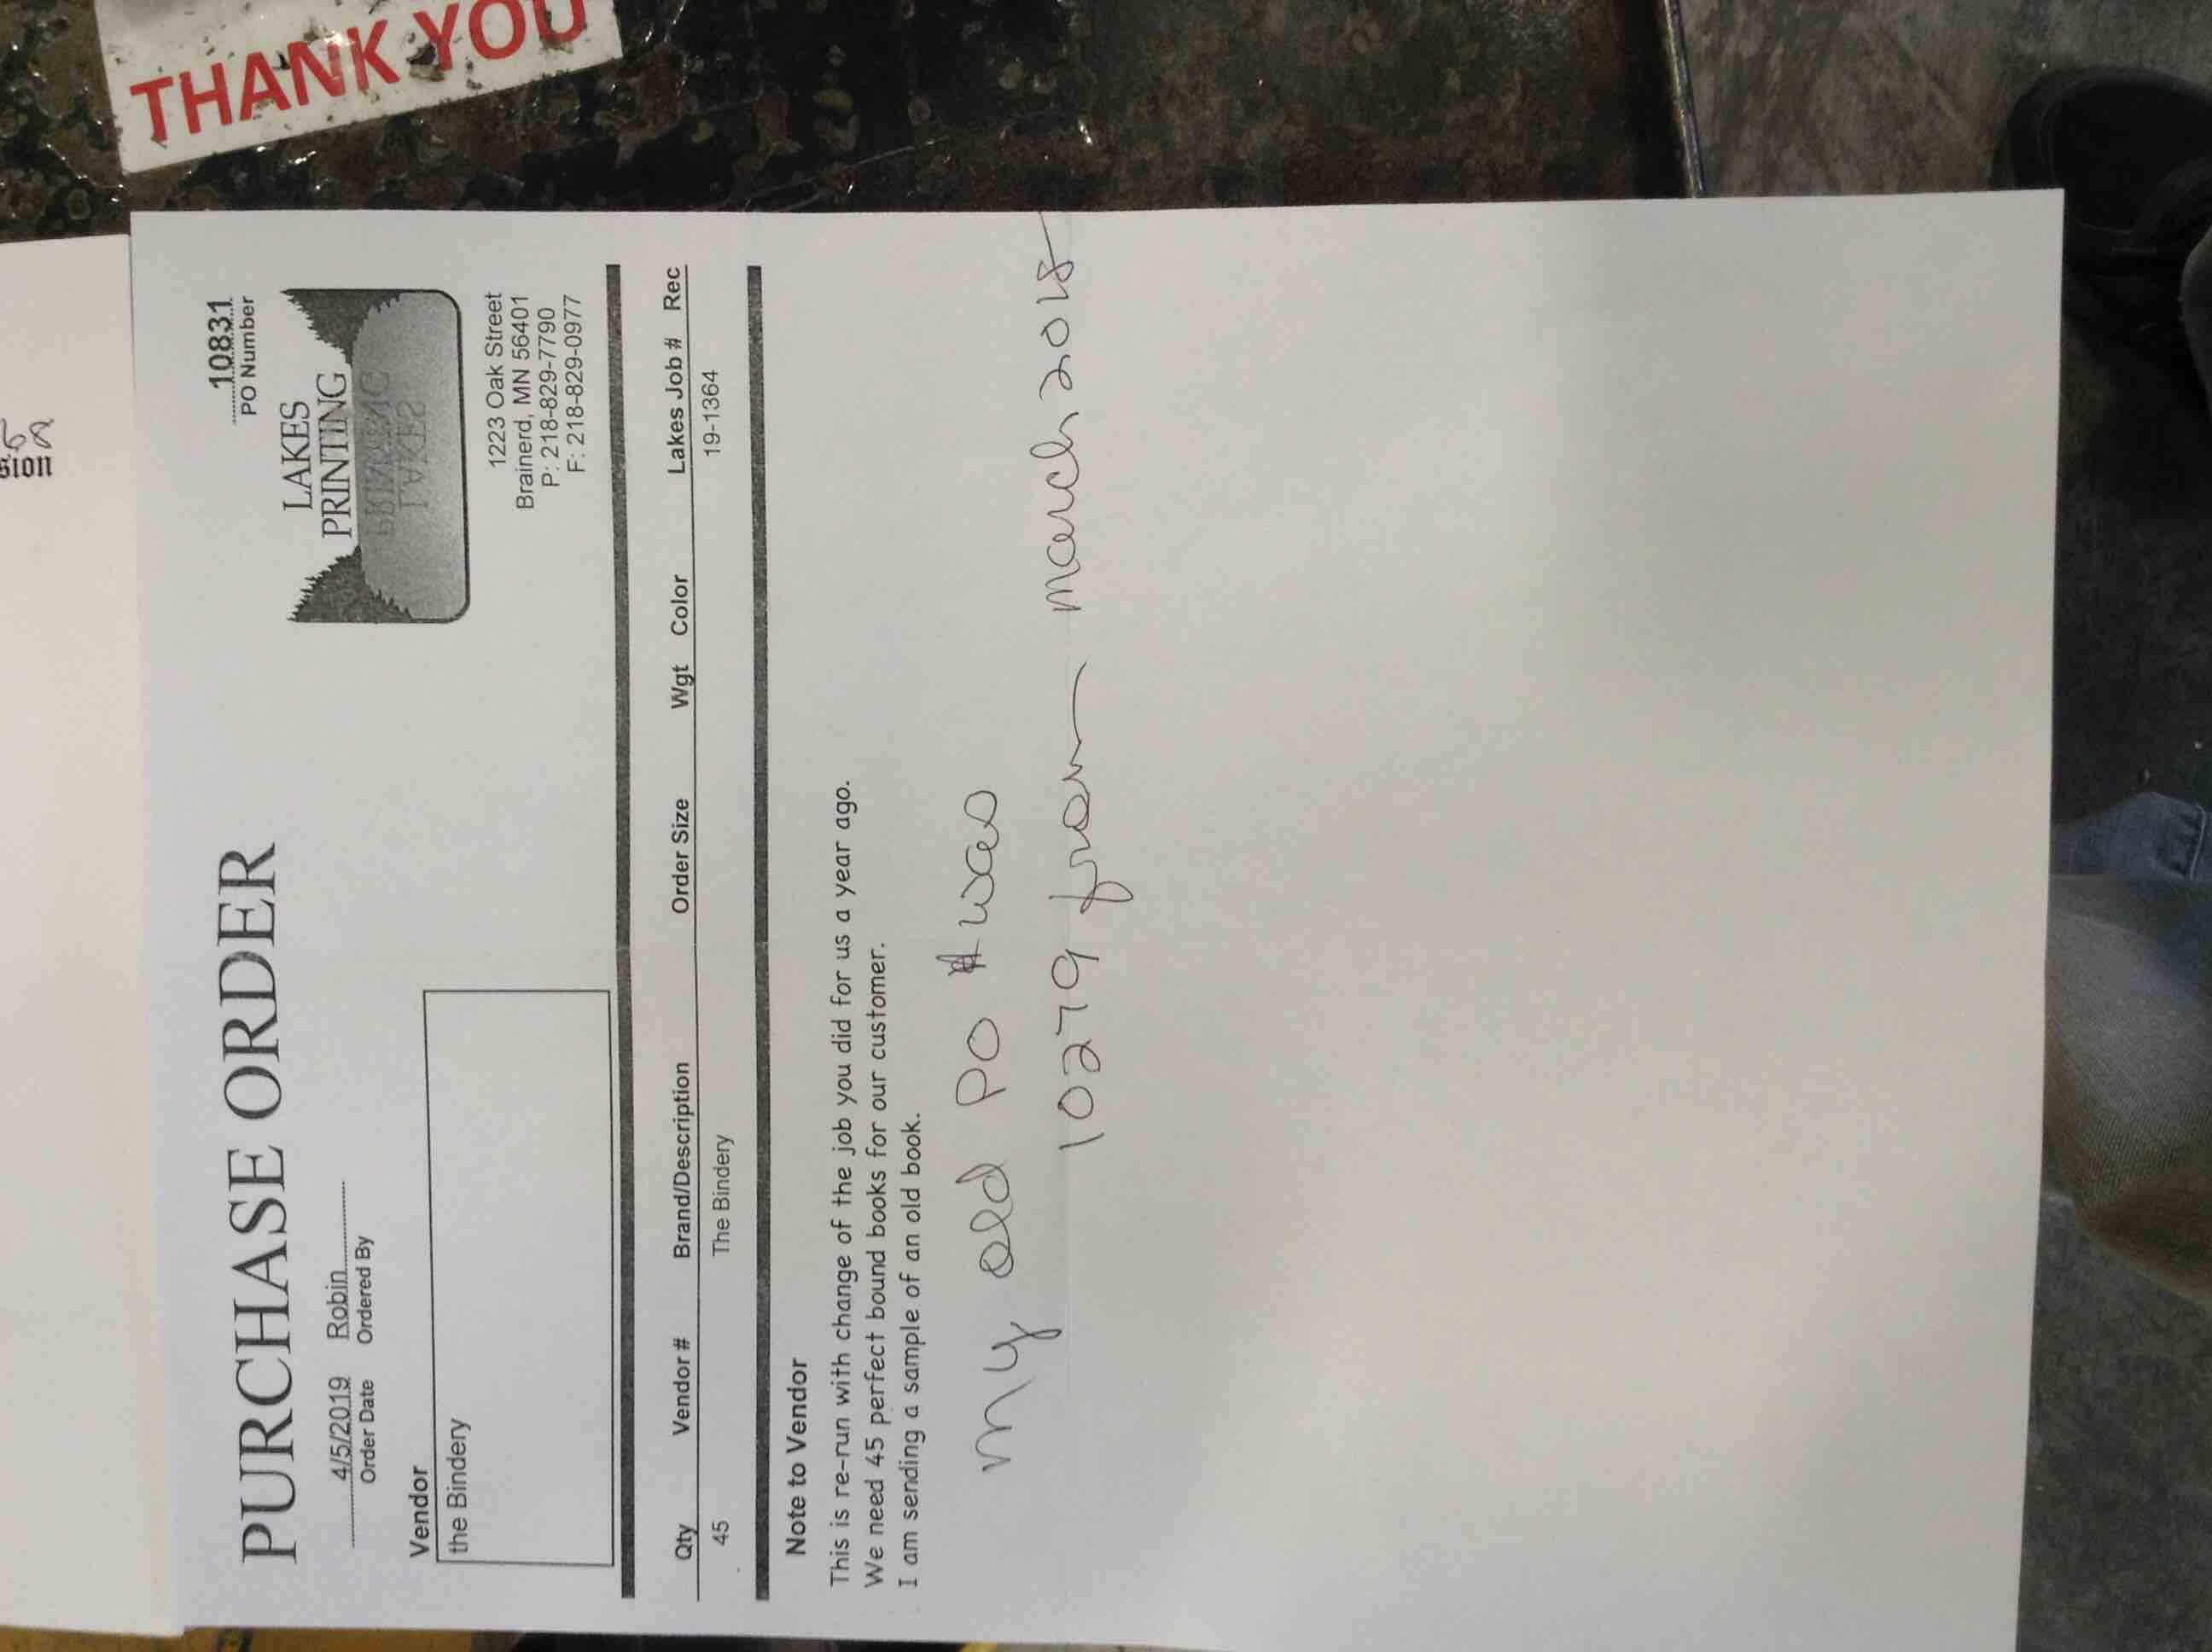 THANK YOU
sion
10831
PO Number
PURCHASE ORDER
LAKES
PRINTING
4/5/2019 Robin
Order Date Ordered By
1223 Oak Street
Brainerd, MN 56401
P: 218-829-7790
F: 218-829-0977
Vendor
the Bindery
Qty Vendor # Brand/Description Order Size Wgt Color Lakes Job # Rec
45 The Bindery 19-1364
Note to Vendor
This is re-run with change of the job you did for us a year ago.
We need 45 perfect bound books for our customer.
I am sending a sample of an old book.
my old PO # was
10279 from march 2018